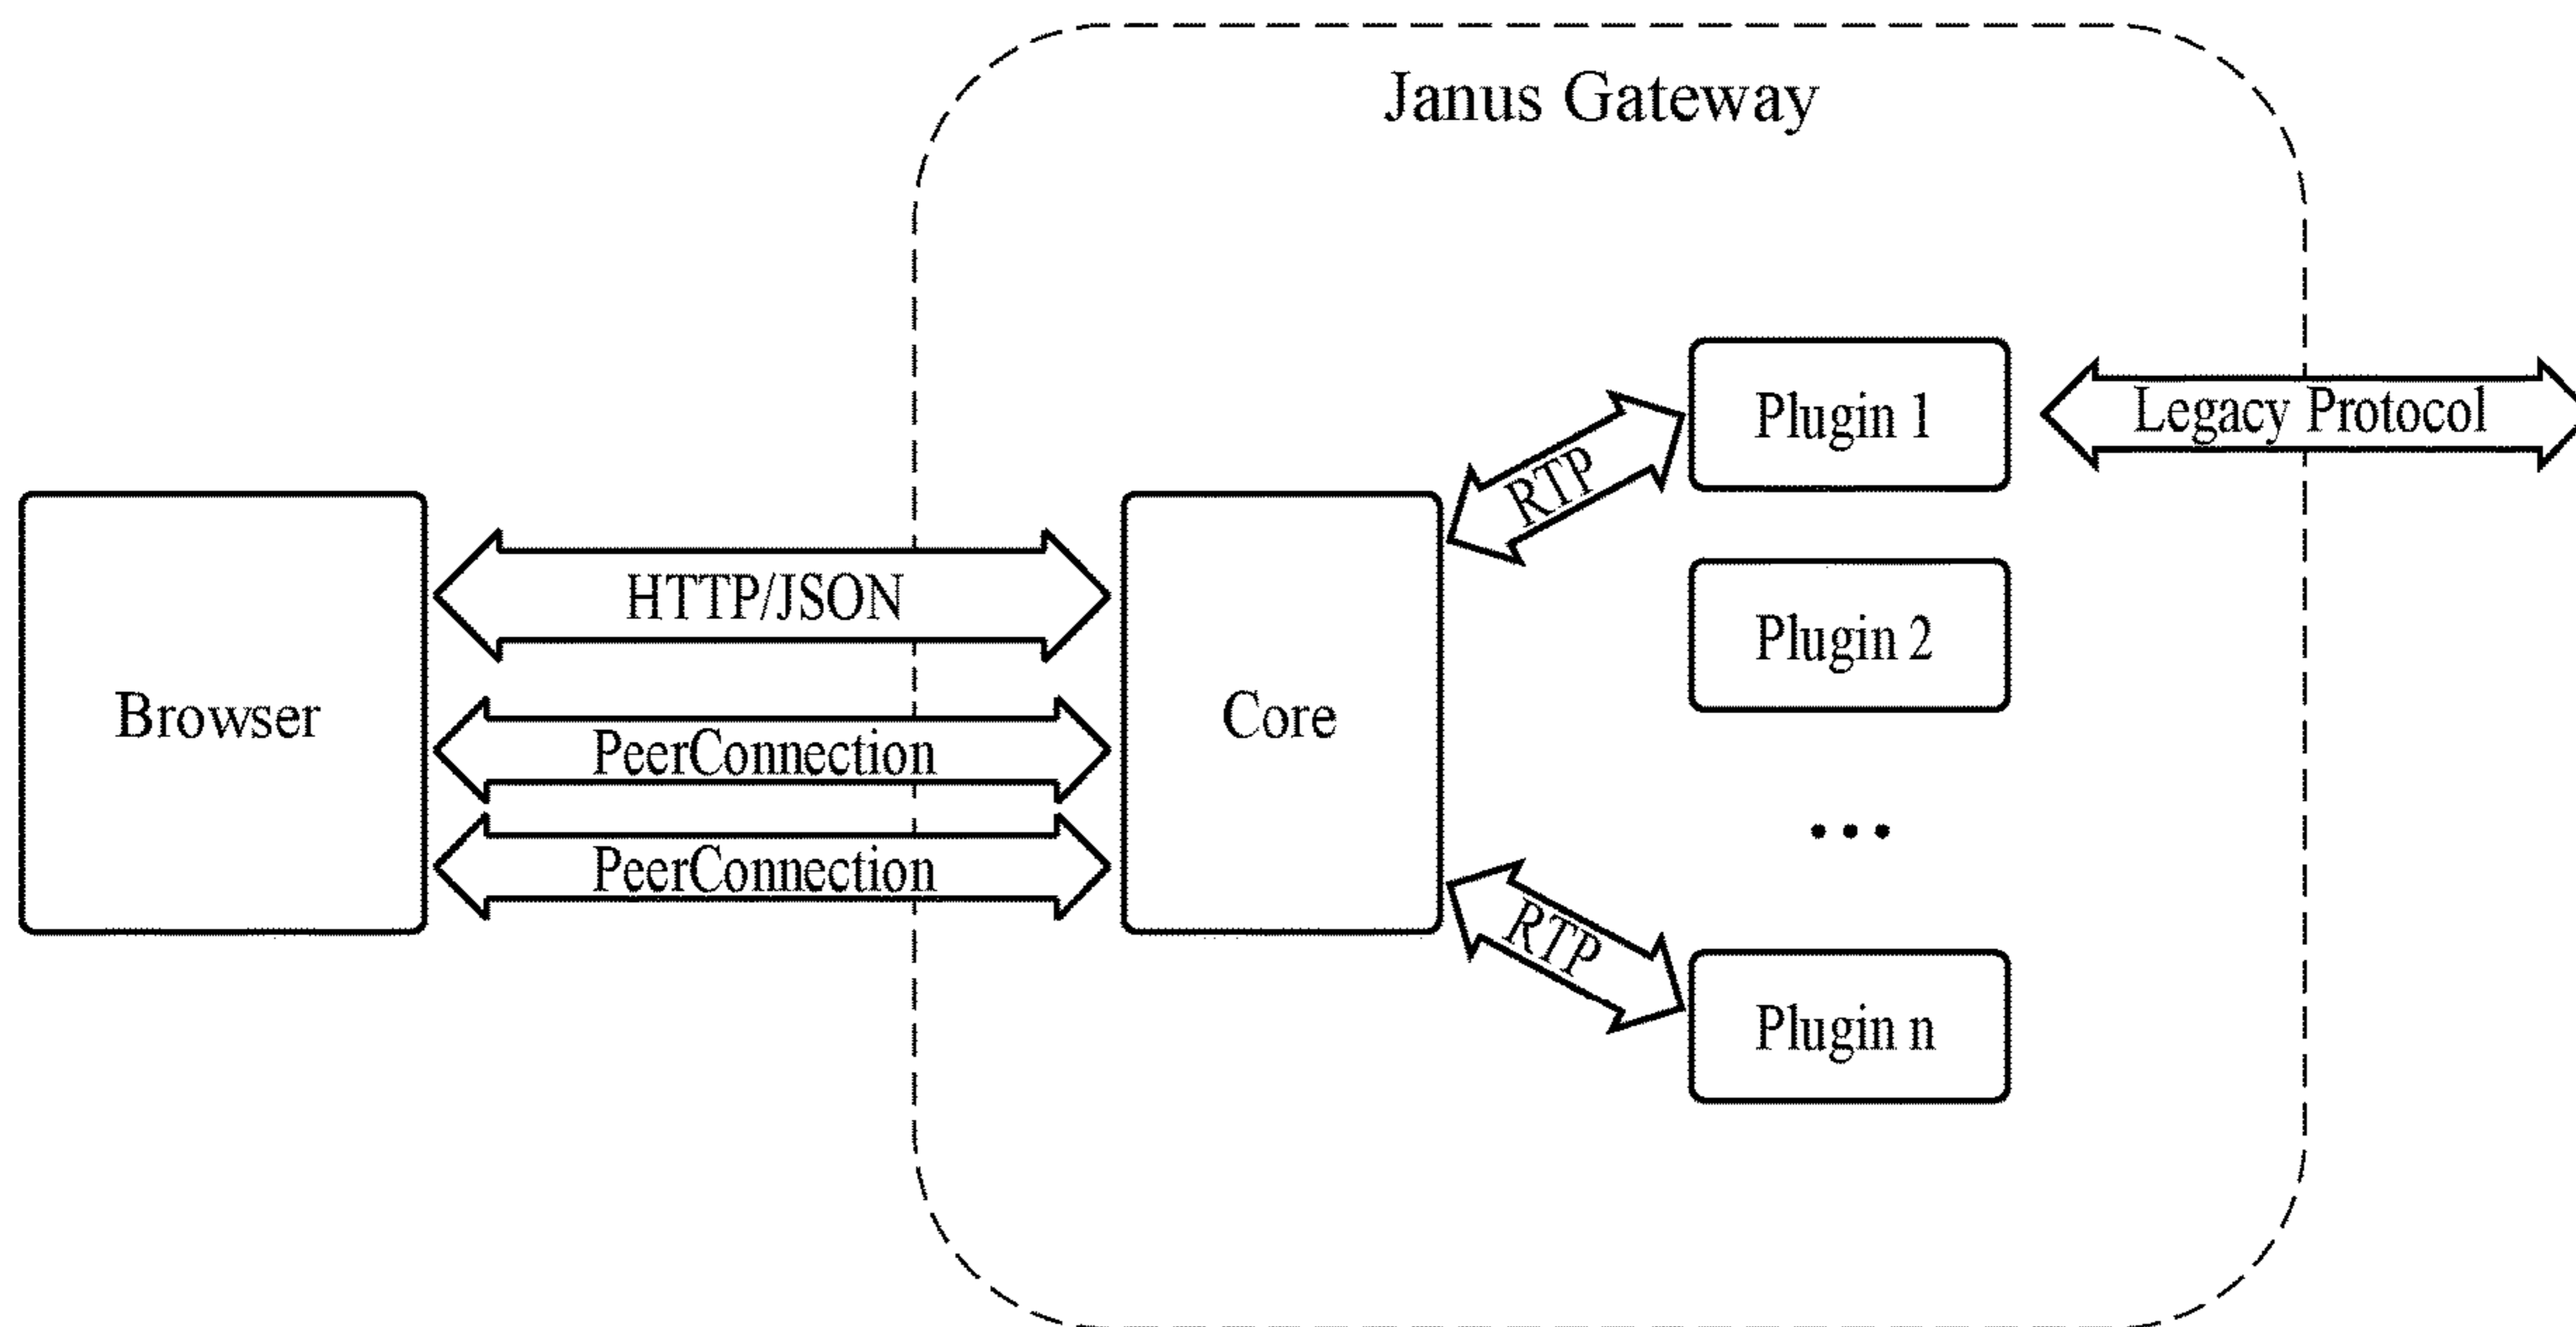 Janus Gateway
Plugin 1
Legacy Protocol
RTP
HTTP/JSON
Plugin 2
Browser
PeerConnection
Core
...
PeerConnection
RTP
Plugin n